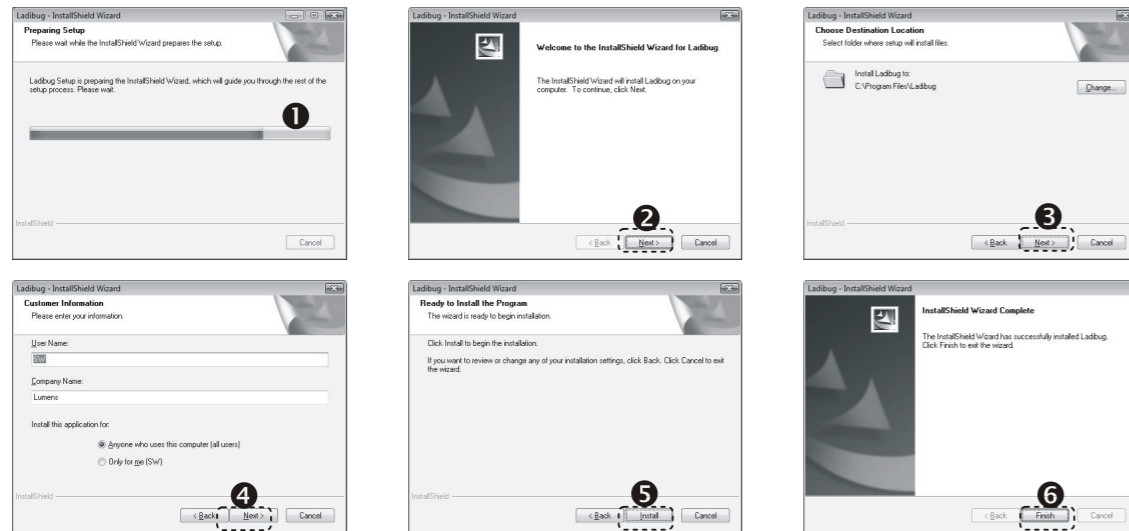 Ladibug - InstallShield Wizard
Preparing Setup
Please wait while the InstallShield Wizard prepares the setup.
Ladibug Setup is preparing the InstallShield Wizard, which will guide you through the rest of the
setup process. Please wait.
1
InstallShield
Cancel
Ladibug - InstallShield Wizard
Welcome to the InstallShield Wizard for Ladibug
The InstallShield Wizard will install Ladibug on your
computer. To continue, click Next.
2
< Back Next > Cancel
Ladibug - InstallShield Wizard
Choose Destination Location
Select folder where setup will install files.
Install Ladibug to:
C:\Program Files\Ladibug
Change...
3
InstallShield
< Back Next > Cancel
Ladibug - InstallShield Wizard
Customer Information
Please enter your information.
User Name:
SW
Company Name:
Lumens
Install this application for:
Anyone who uses this computer (all users)
Only for me (SW)
4
InstallShield
< Back Next > Cancel
Ladibug - InstallShield Wizard
Ready to Install the Program
The wizard is ready to begin installation.
Click Install to begin the installation.
If you want to review or change any of your installation settings, click Back. Click Cancel to exit
the wizard.
5
InstallShield
< Back Install Cancel
Ladibug - InstallShield Wizard
InstallShield Wizard Complete
The InstallShield Wizard has successfully installed Ladibug.
Click Finish to exit the wizard.
6
< Back Finish Cancel